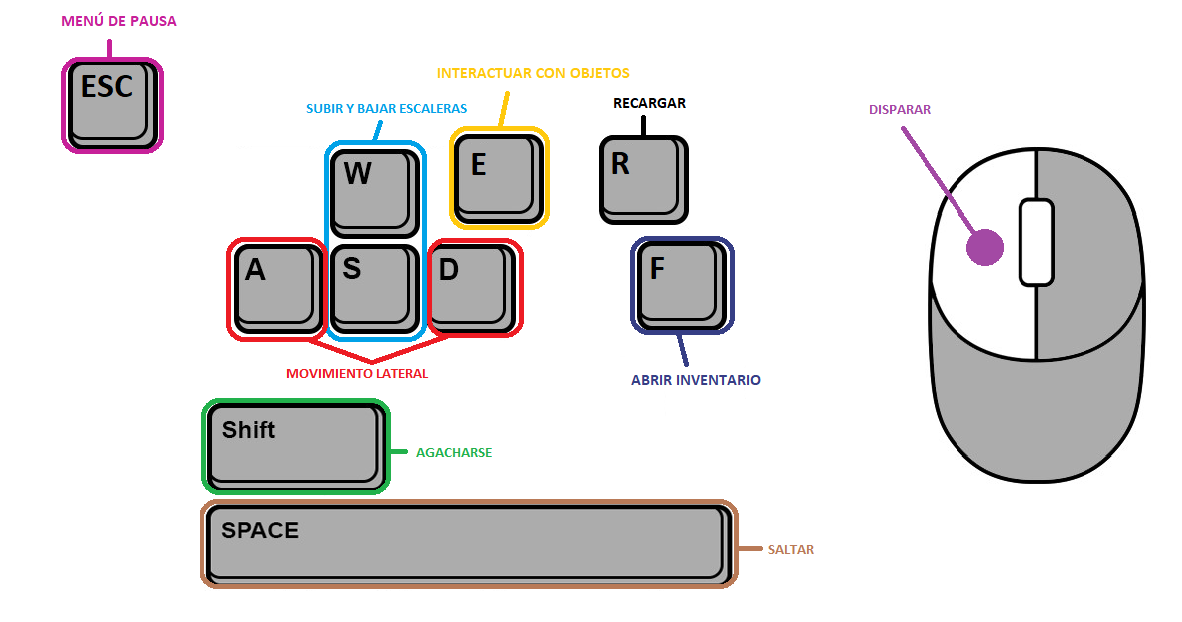 MENÚ DE PAUSA
ESC
INTERACTUAR CON OBJETOS
SUBIR Y BAJAR ESCALERAS
RECARGAR
DISPARAR
W
E
R
A
S
D
F
MOVIMIENTO LATERAL
ABRIR INVENTARIO
Shift
AGACHARSE
SPACE
SALTAR